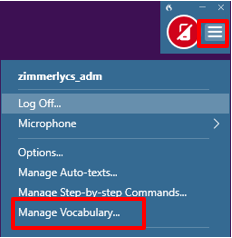 zimmerlycs_adm
Log Off...
Microphone
Options...
Manage Auto-texts...
Manage Step-by-step Commands...
Manage Vocabulary...